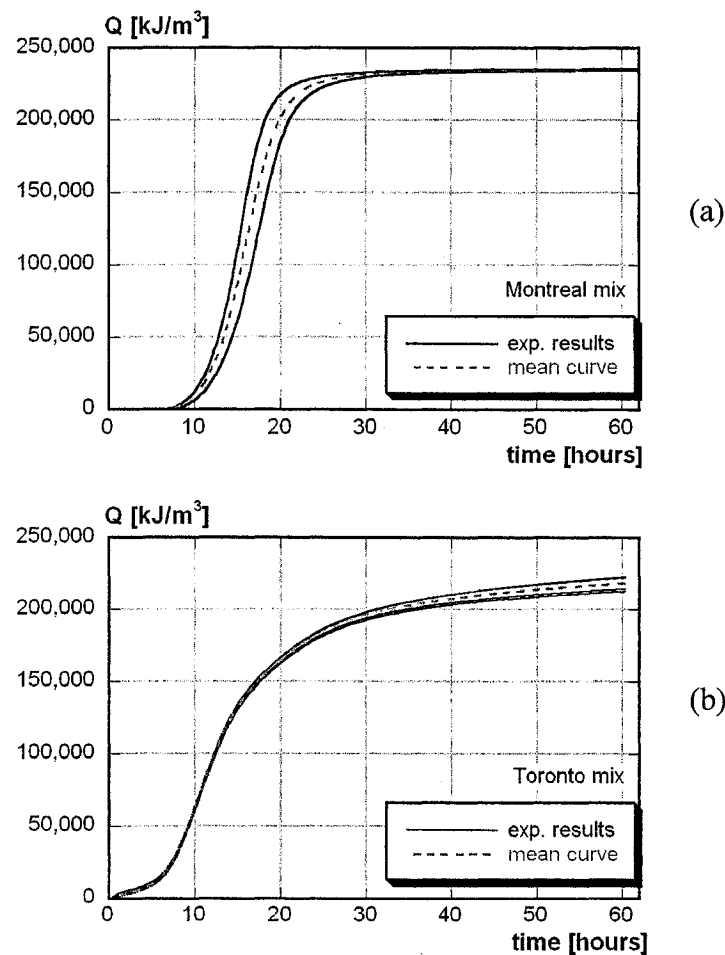 Q [kJ/m³]
250,000
200,000
150,000
100,000
50,000
0
0 10 20 30 40 50 60
time [hours]
Montreal mix
exp. results
mean curve
(a)
Q [kJ/m³]
250,000
200,000
150,000
100,000
50,000
0
0 10 20 30 40 50 60
time [hours]
Toronto mix
exp. results
mean curve
(b)